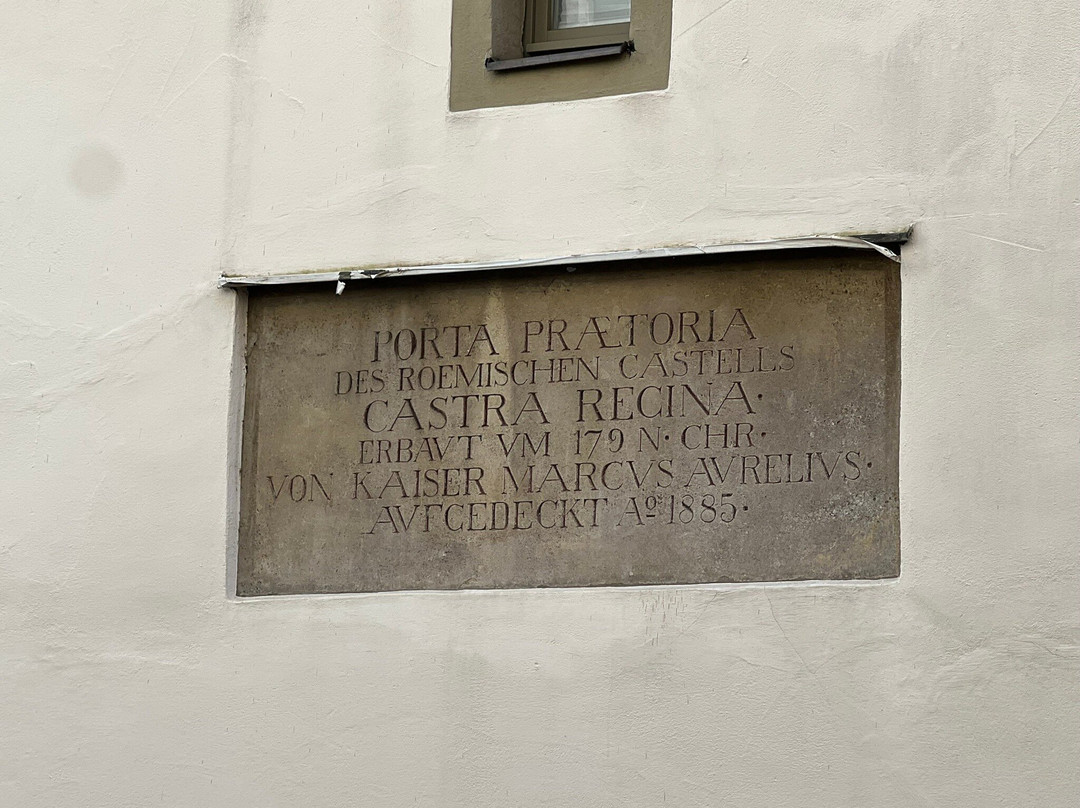 PORTA PRÆTORIA
DES ROEMISCHEN CASTELLS
CASTRA REGINA·
ERBAVT VM 179 N·CHR·
VON KAISER MARCVS AVRELIVS·
AVFGEDECKT Aº 1885·